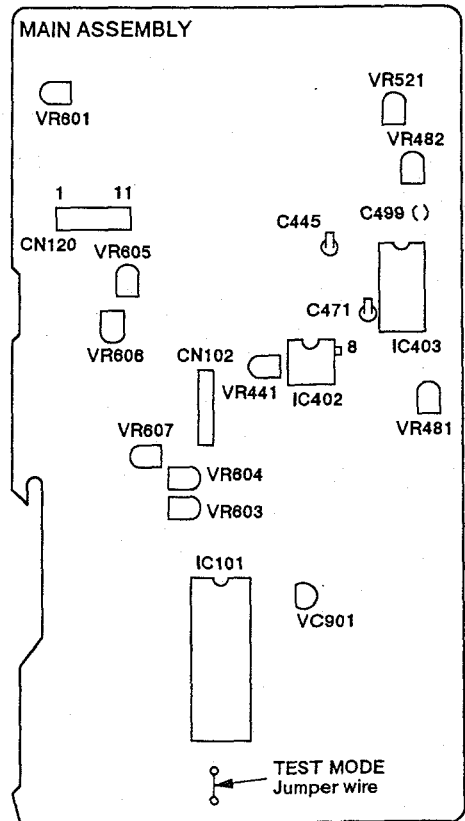 MAIN ASSEMBLY
VR601
VR521
VR482
1 11
CN120
C445
C499 ()
VR605
C471
IC403
VR606
CN102
8
VR441
IC402
VR481
VR607
VR604
VR603
IC101
VC901
TEST MODE
Jumper wire